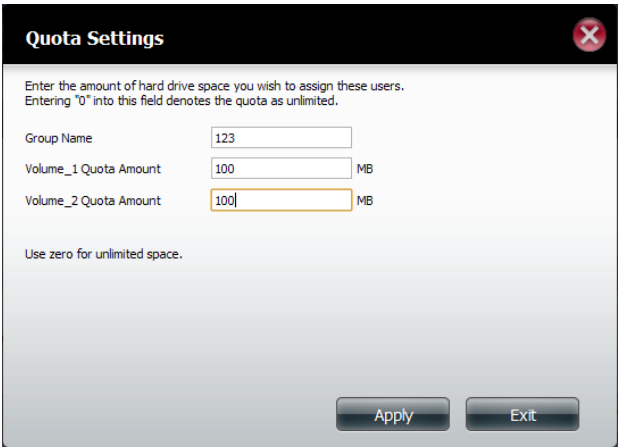 Quota Settings
Enter the amount of hard drive space you wish to assign these users.
Entering "0" into this field denotes the quota as unlimited.
Group Name 123
Volume_1 Quota Amount 100 MB
Volume_2 Quota Amount 100 MB
Use zero for unlimited space.
Apply Exit